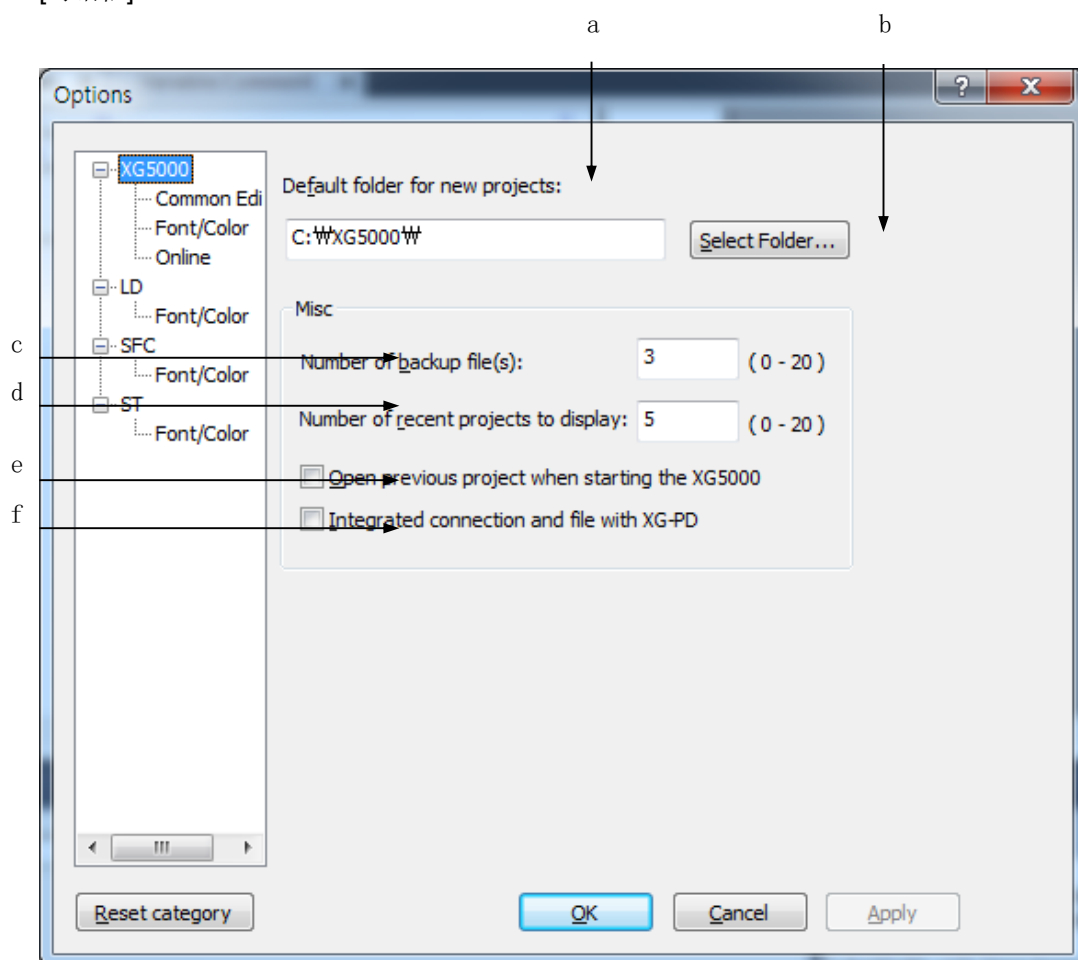 a b
Options
XG5000
Common Edi
Font/Color
Online
LD
Font/Color
SFC
Font/Color
ST
Font/Color
Default folder for new projects:
C:₩XG5000₩ Select Folder...
Misc
c Number of backup file(s): 3 ( 0 - 20 )
d Number of recent projects to display: 5 ( 0 - 20 )
e Open previous project when starting the XG5000
f Integrated connection and file with XG-PD
Reset category OK Cancel Apply